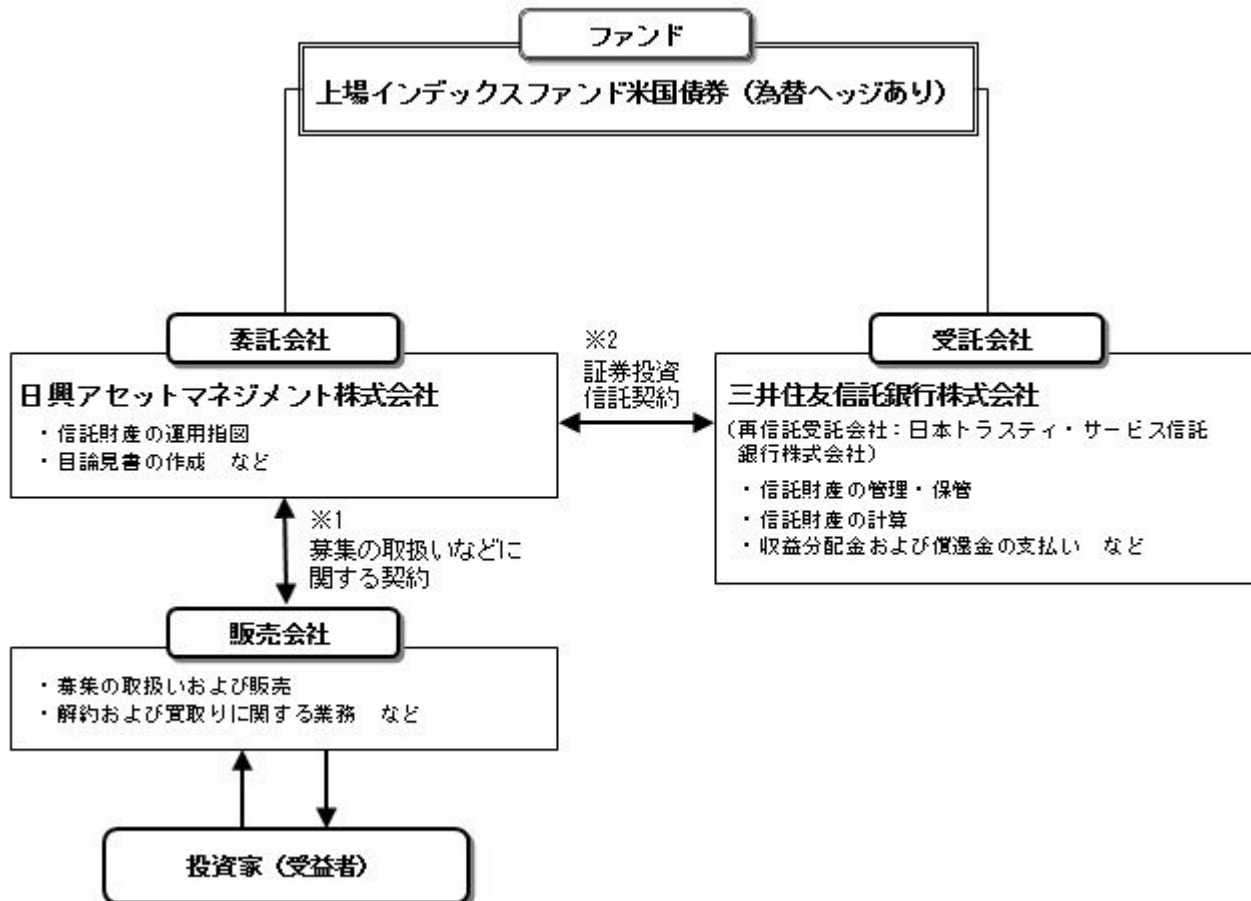 ファンド
上場インデックスファンド米国債券（為替ヘッジあり）
委託会社
日興アセットマネジメント株式会社
・信託財産の運用指図
・目論見書の作成　など
※2
証券投資
信託契約
受託会社
三井住友信託銀行株式会社
（再信託受託会社：日本トラスティ・サービス信託
銀行株式会社）
・信託財産の管理・保管
・信託財産の計算
・収益分配金および償還金の支払い　など
※1
募集の取扱いなどに
関する契約
販売会社
・募集の取扱いおよび販売
・解約および買取りに関する業務　など
投資家（受益者）